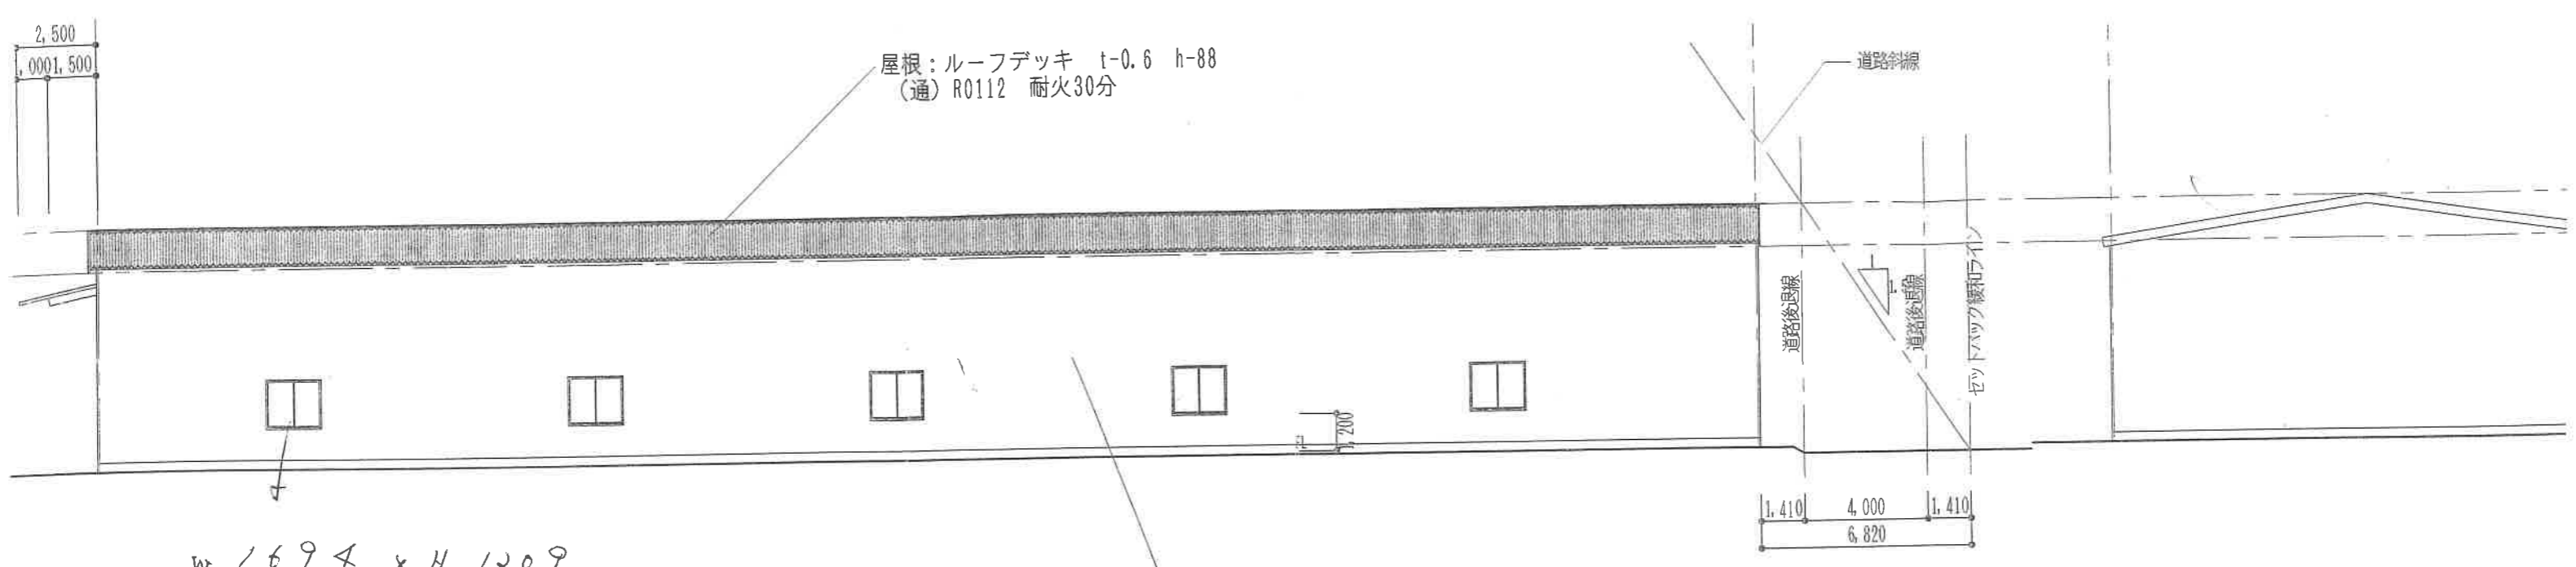 2,500
,000 1,500
屋根：ルーフデッキ t-0.6 h-88
（通）R0112 耐火30分
道路斜線
1
1.5
道路後退線
道路後退線
セットバック緩和ライン
1,200
1,410 4,000 1,410
6,820
W 1694 x H 1209